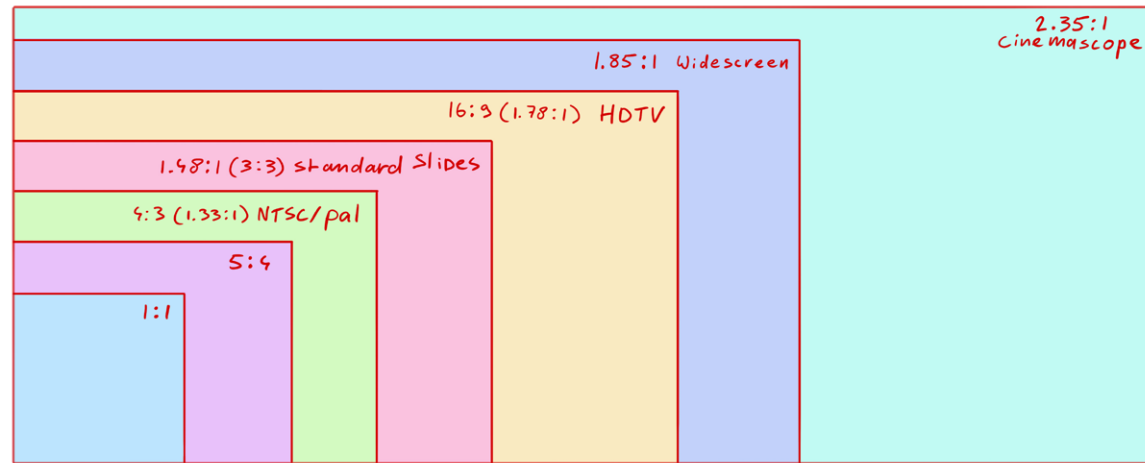 2.35:1
cinemascope
1.85:1 Widescreen
16:9 (1.78:1) HDTV
1.48:1 (3:3) standard Slides
4:3 (1.33:1) NTSC/pal
5:4
1:1